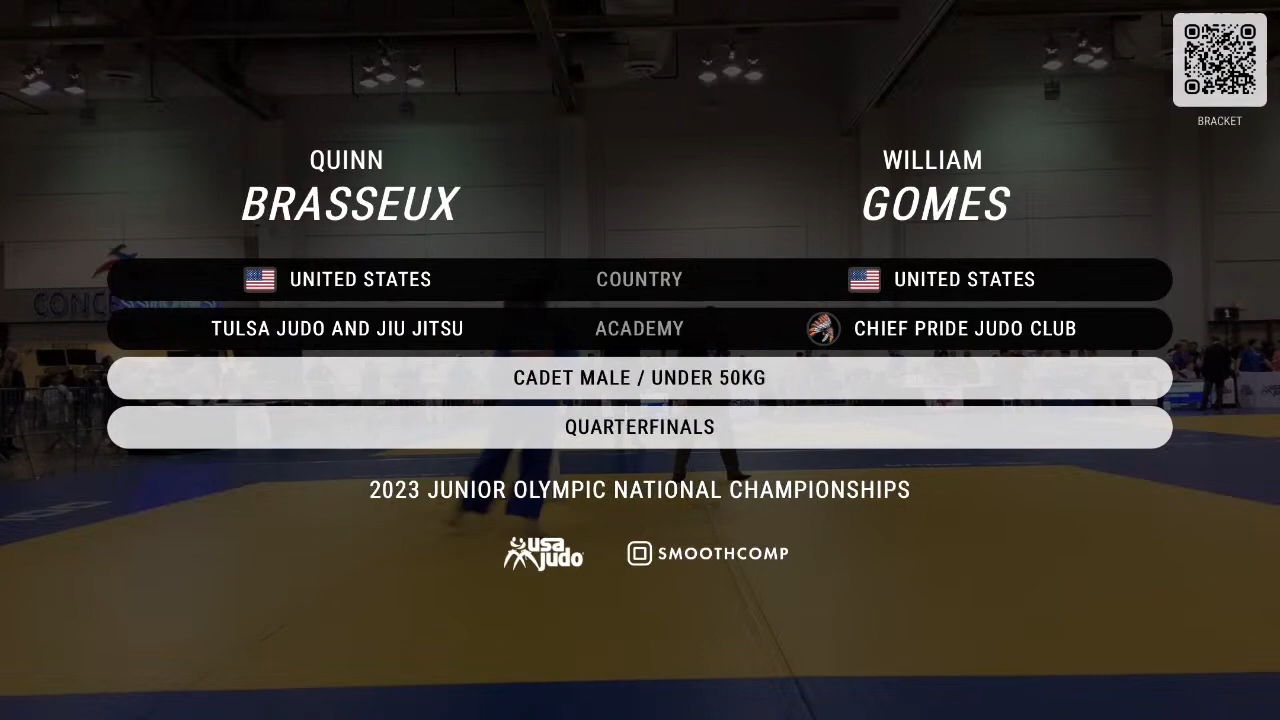 BRACKET
QUINN
BRASSEUX
WILLIAM
GOMES
UNITED STATES COUNTRY UNITED STATES
TULSA JUDO AND JIU JITSU ACADEMY CHIEF PRIDE JUDO CLUB
CADET MALE / UNDER 50KG
QUARTERFINALS
2023 JUNIOR OLYMPIC NATIONAL CHAMPIONSHIPS
usa
judo
SMOOTHCOMP